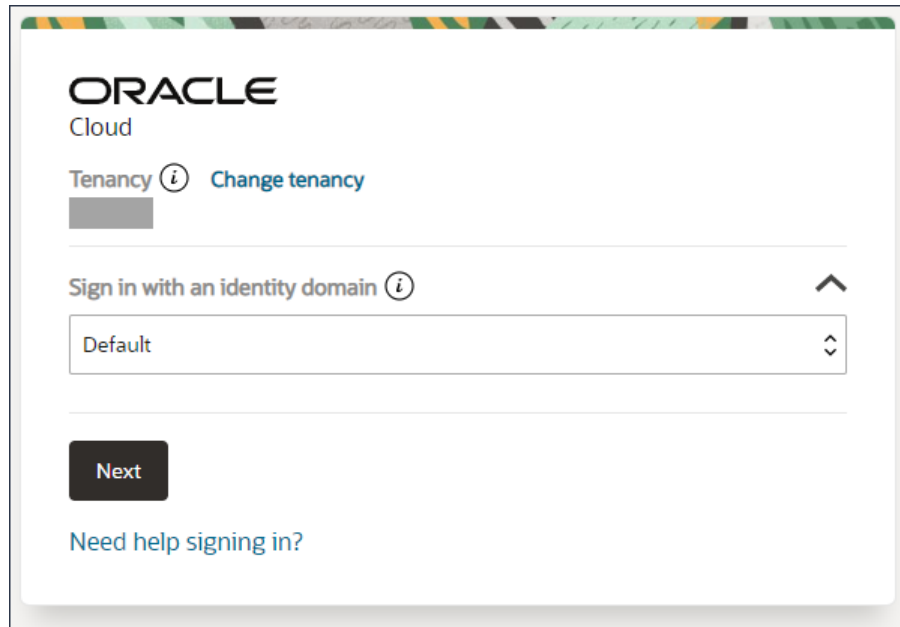 ORACLE
Cloud
Tenancy i Change tenancy
Sign in with an identity domain i
Default
Next
Need help signing in?